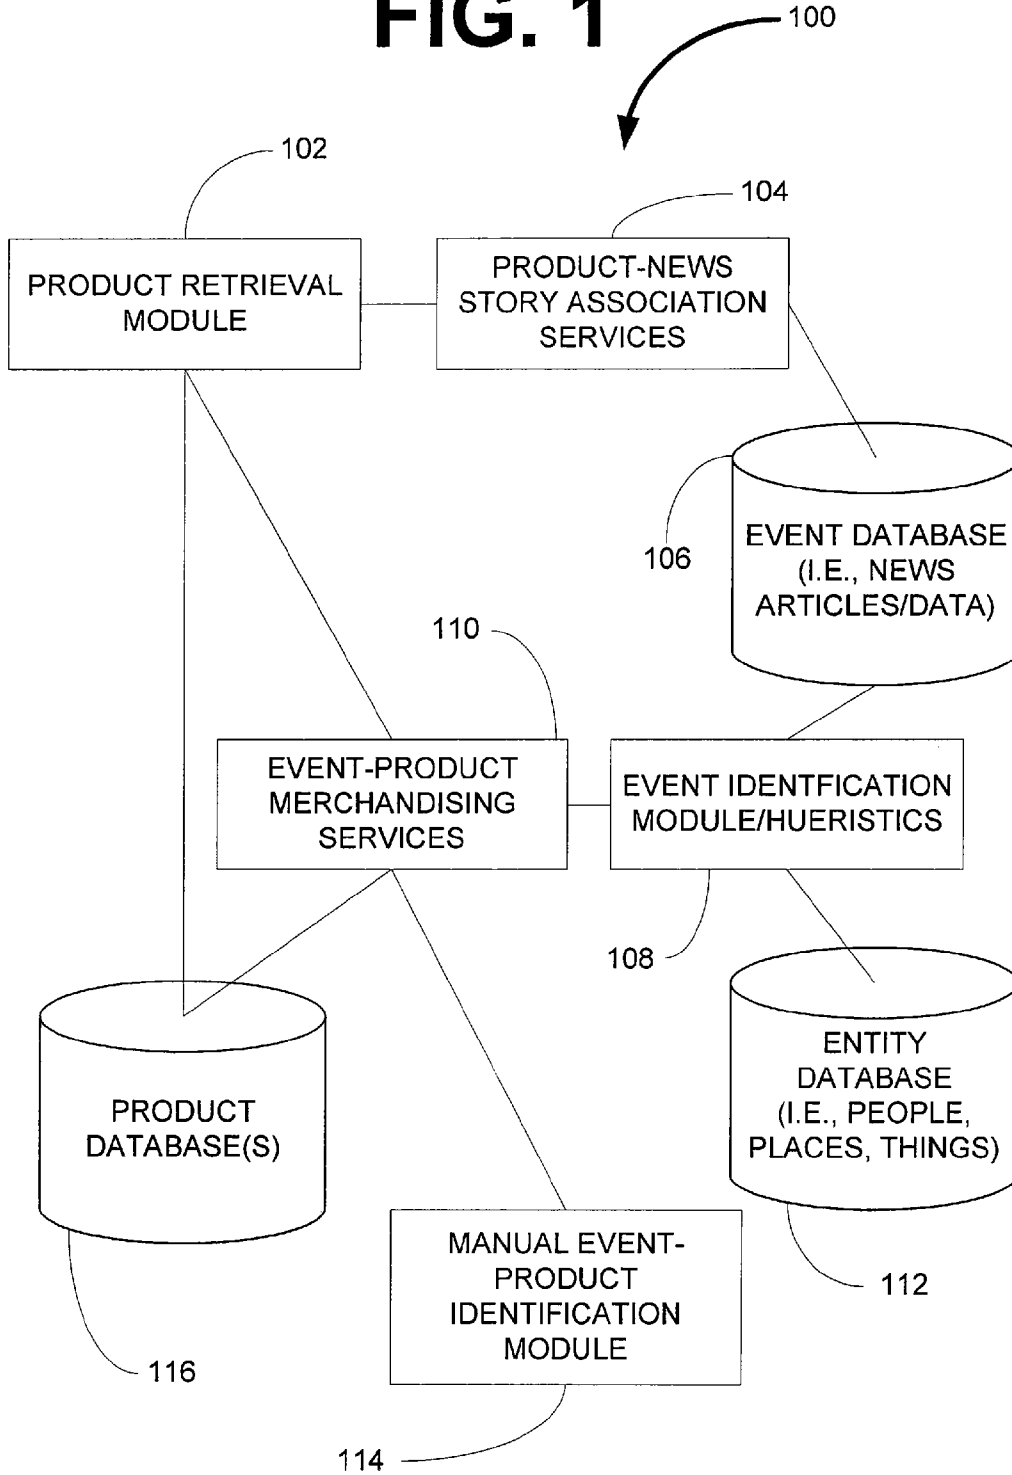 FIG. 1
100
102
104
PRODUCT RETRIEVAL
MODULE
PRODUCT-NEWS
STORY ASSOCIATION
SERVICES
106
EVENT DATABASE
(I.E., NEWS
ARTICLES/DATA)
110
EVENT-PRODUCT
MERCHANDISING
SERVICES
EVENT IDENTFICATION
MODULE/HUERISTICS
108
PRODUCT
DATABASE(S)
ENTITY
DATABASE
(I.E., PEOPLE,
PLACES, THINGS)
MANUAL EVENT-
PRODUCT
IDENTIFICATION
MODULE
112
116
114